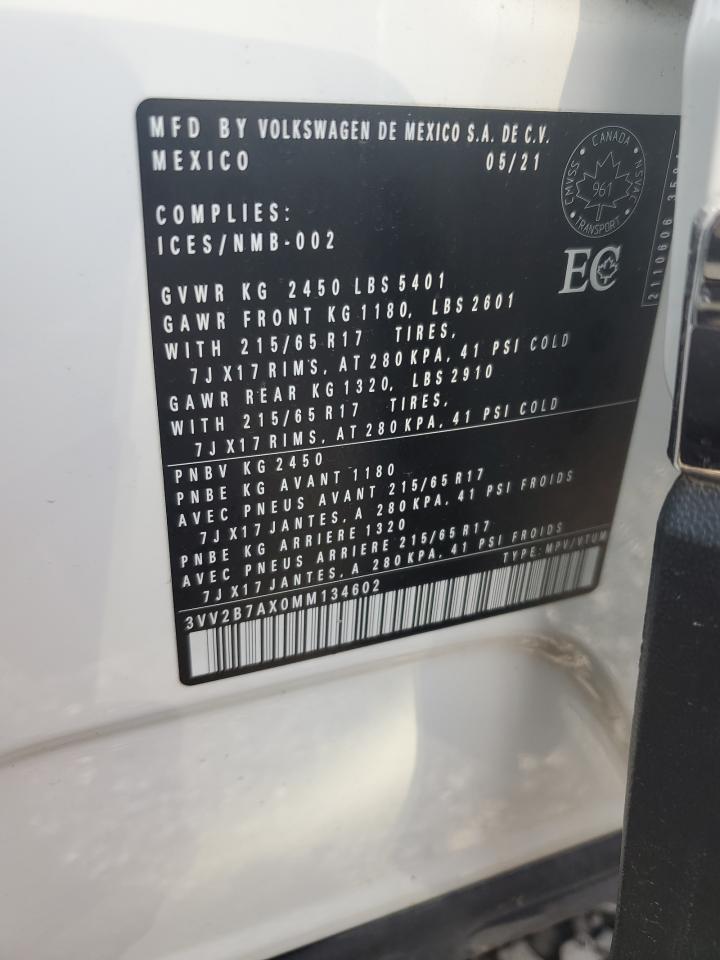 MFD BY VOLKSWAGEN DE MEXICO S.A. DE C.V.
MEXICO 05/21
CANADA
CMVSS
NSVAC
961
TRANSPORT
COMPLIES:
ICES/NMB-002
EC
GVWR KG 2450 LBS 5401
GAWR FRONT KG 1180, LBS 2601
WITH 215/65 R17 TIRES,
7J X17 RIMS, AT 280 KPA, 41 PSI COLD
GAWR REAR KG 1320, LBS 2910
WITH 215/65 R17 TIRES,
7J X17 RIMS, AT 280 KPA, 41 PSI COLD
PNBV KG 2450
PNBE KG AVANT 1180
AVEC PNEUS AVANT 215/65 R17
7J X17 JANTES, A 280 KPA, 41 PSI FROIDS
PNBE KG ARRIERE 1320
AVEC PNEUS ARRIERE 215/65 R17
7J X17 JANTES, A 280 KPA, 41 PSI FROIDS
3VV2B7AX0MM134602 TYPE: MPV/VTUM
2110606